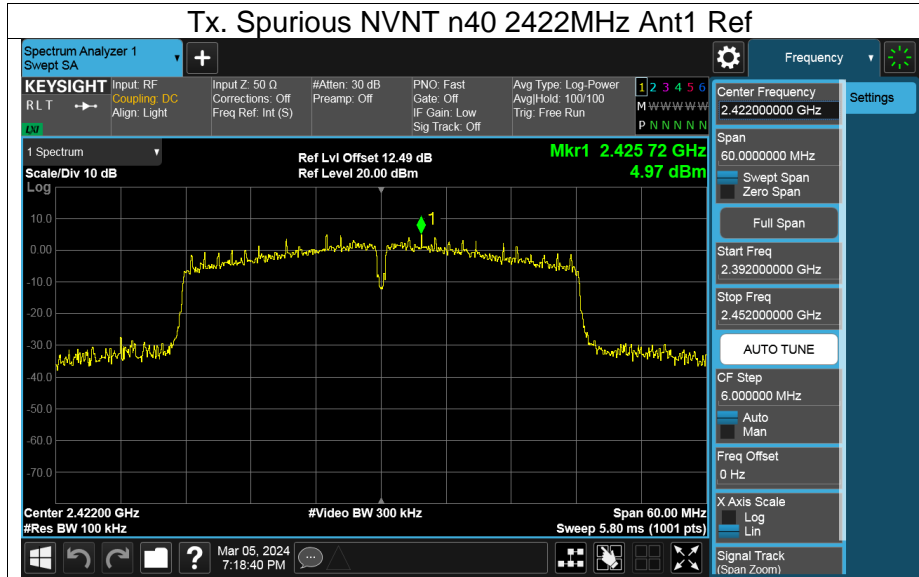 Tx. Spurious NVNT n40 2422MHz Ant1 Ref
Spectrum Analyzer 1
Swept SA
+
Frequency
KEYSIGHT
RLT
LXI
Input: RF
Coupling: DC
Align: Light
Input Z: 50 Ω
Corrections: Off
Freq Ref: Int (S)
#Atten: 30 dB
Preamp: Off
PNO: Fast
Gate: Off
IF Gain: Low
Sig Track: Off
Avg Type: Log-Power
Avg|Hold: 100/100
Trig: Free Run
1 2 3 4 5 6
M W W W W W
P N N N N N
1 Spectrum
Scale/Div 10 dB
Log
Ref Lvl Offset 12.49 dB
Ref Level 20.00 dBm
Mkr1 2.425 72 GHz
4.97 dBm
1
10.0
0.00
-10.0
-20.0
-30.0
-40.0
-50.0
-60.0
-70.0
Center 2.42200 GHz
#Res BW 100 kHz
#Video BW 300 kHz
Span 60.00 MHz
Sweep 5.80 ms (1001 pts)
Center Frequency
2.422000000 GHz
Settings
Span
60.0000000 MHz
Swept Span
Zero Span
Full Span
Start Freq
2.392000000 GHz
Stop Freq
2.452000000 GHz
AUTO TUNE
CF Step
6.000000 MHz
Auto
Man
Freq Offset
0 Hz
X Axis Scale
Log
Lin
Signal Track
(Span Zoom)
?
Mar 05, 2024
7:18:40 PM